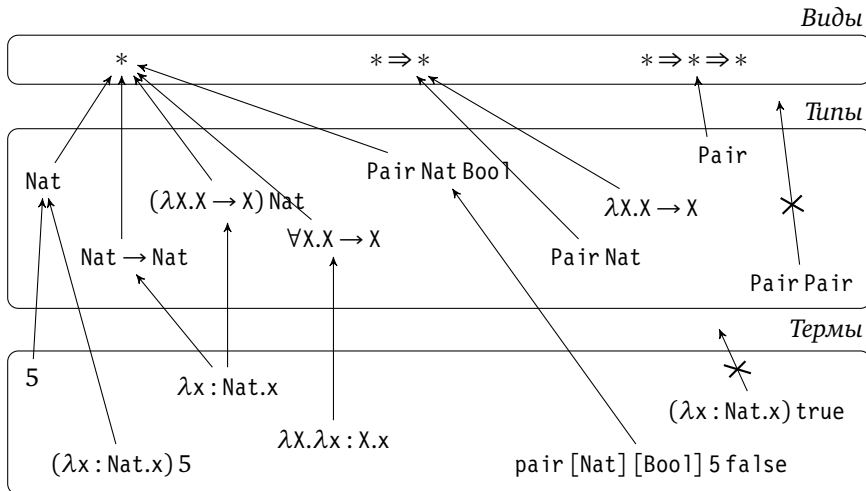 Виды
∗ ∗ ⇒ ∗ ∗ ⇒ ∗ ⇒ ∗
Типы
Pair
Pair Nat Bool
Nat
(λX.X → X) Nat
λX.X → X
∀X.X → X
Nat → Nat
Pair Nat
Pair Pair
Термы
5
λx : Nat.x
(λx : Nat.x) true
λX.λx : X.x
(λx : Nat.x) 5
pair [Nat] [Bool] 5 false